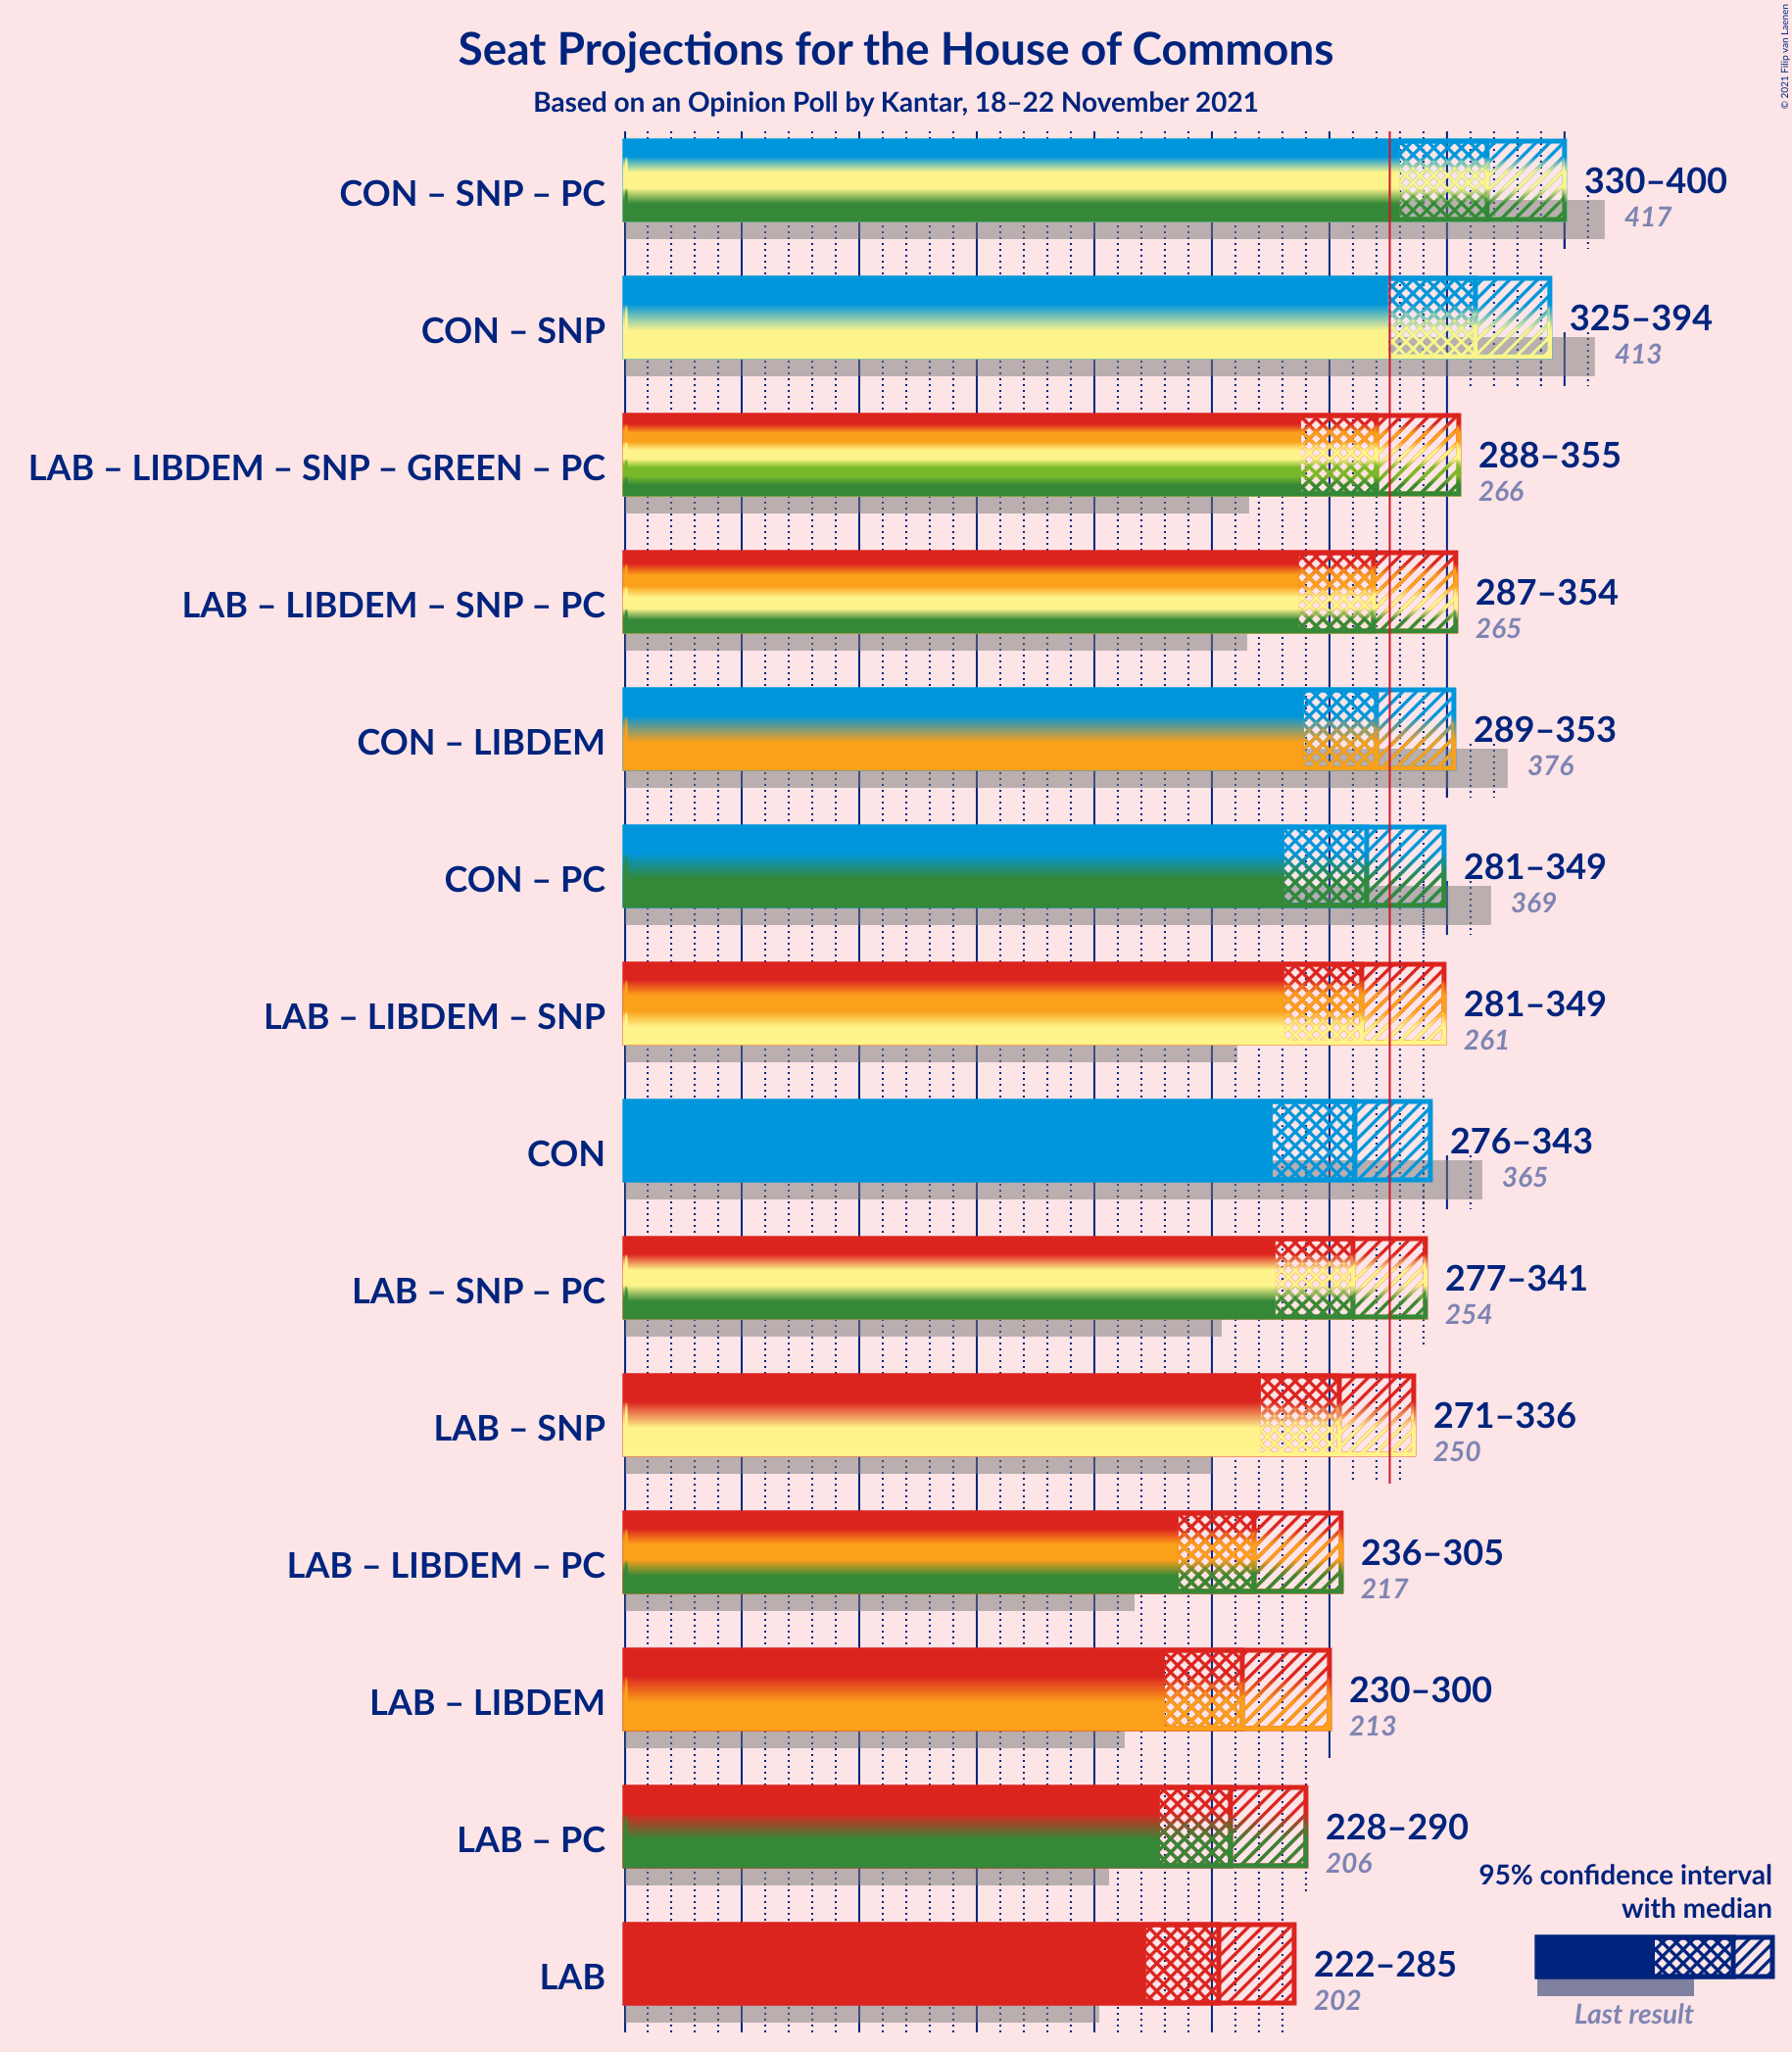 Seat Projections for the House of Commons
Based on an Opinion Poll by Kantar, 18–22 November 2021
© 2021 Filip van Laenen
CON – SNP – PC
330–400
417
CON – SNP
325–394
413
LAB – LIBDEM – SNP – GREEN – PC
288–355
266
LAB – LIBDEM – SNP – PC
287–354
265
CON – LIBDEM
289–353
376
CON – PC
281–349
369
LAB – LIBDEM – SNP
281–349
261
CON
276–343
365
LAB – SNP – PC
277–341
254
LAB – SNP
271–336
250
LAB – LIBDEM – PC
236–305
217
LAB – LIBDEM
230–300
213
LAB – PC
228–290
206
LAB
222–285
202
95% confidence interval
with median
Last result